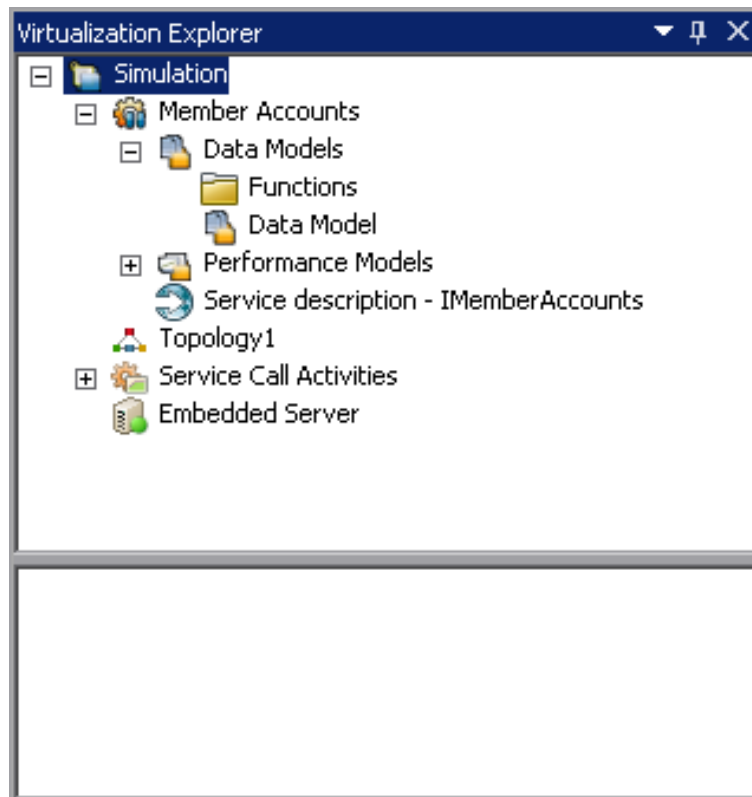 Virtualization Explorer
Simulation
Member Accounts
Data Models
Functions
Data Model
Performance Models
Service description - IMemberAccounts
Topology1
Service Call Activities
Embedded Server